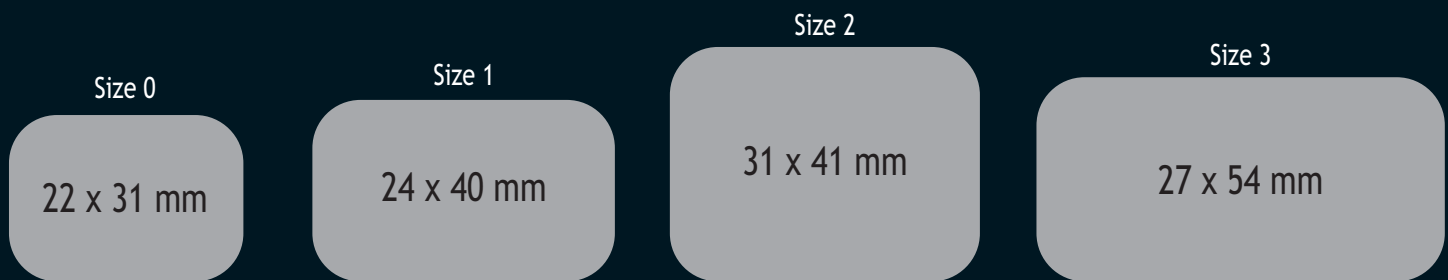 Size 0
22 x 31 mm
Size 1
24 x 40 mm
Size 2
31 x 41 mm
Size 3
27 x 54 mm